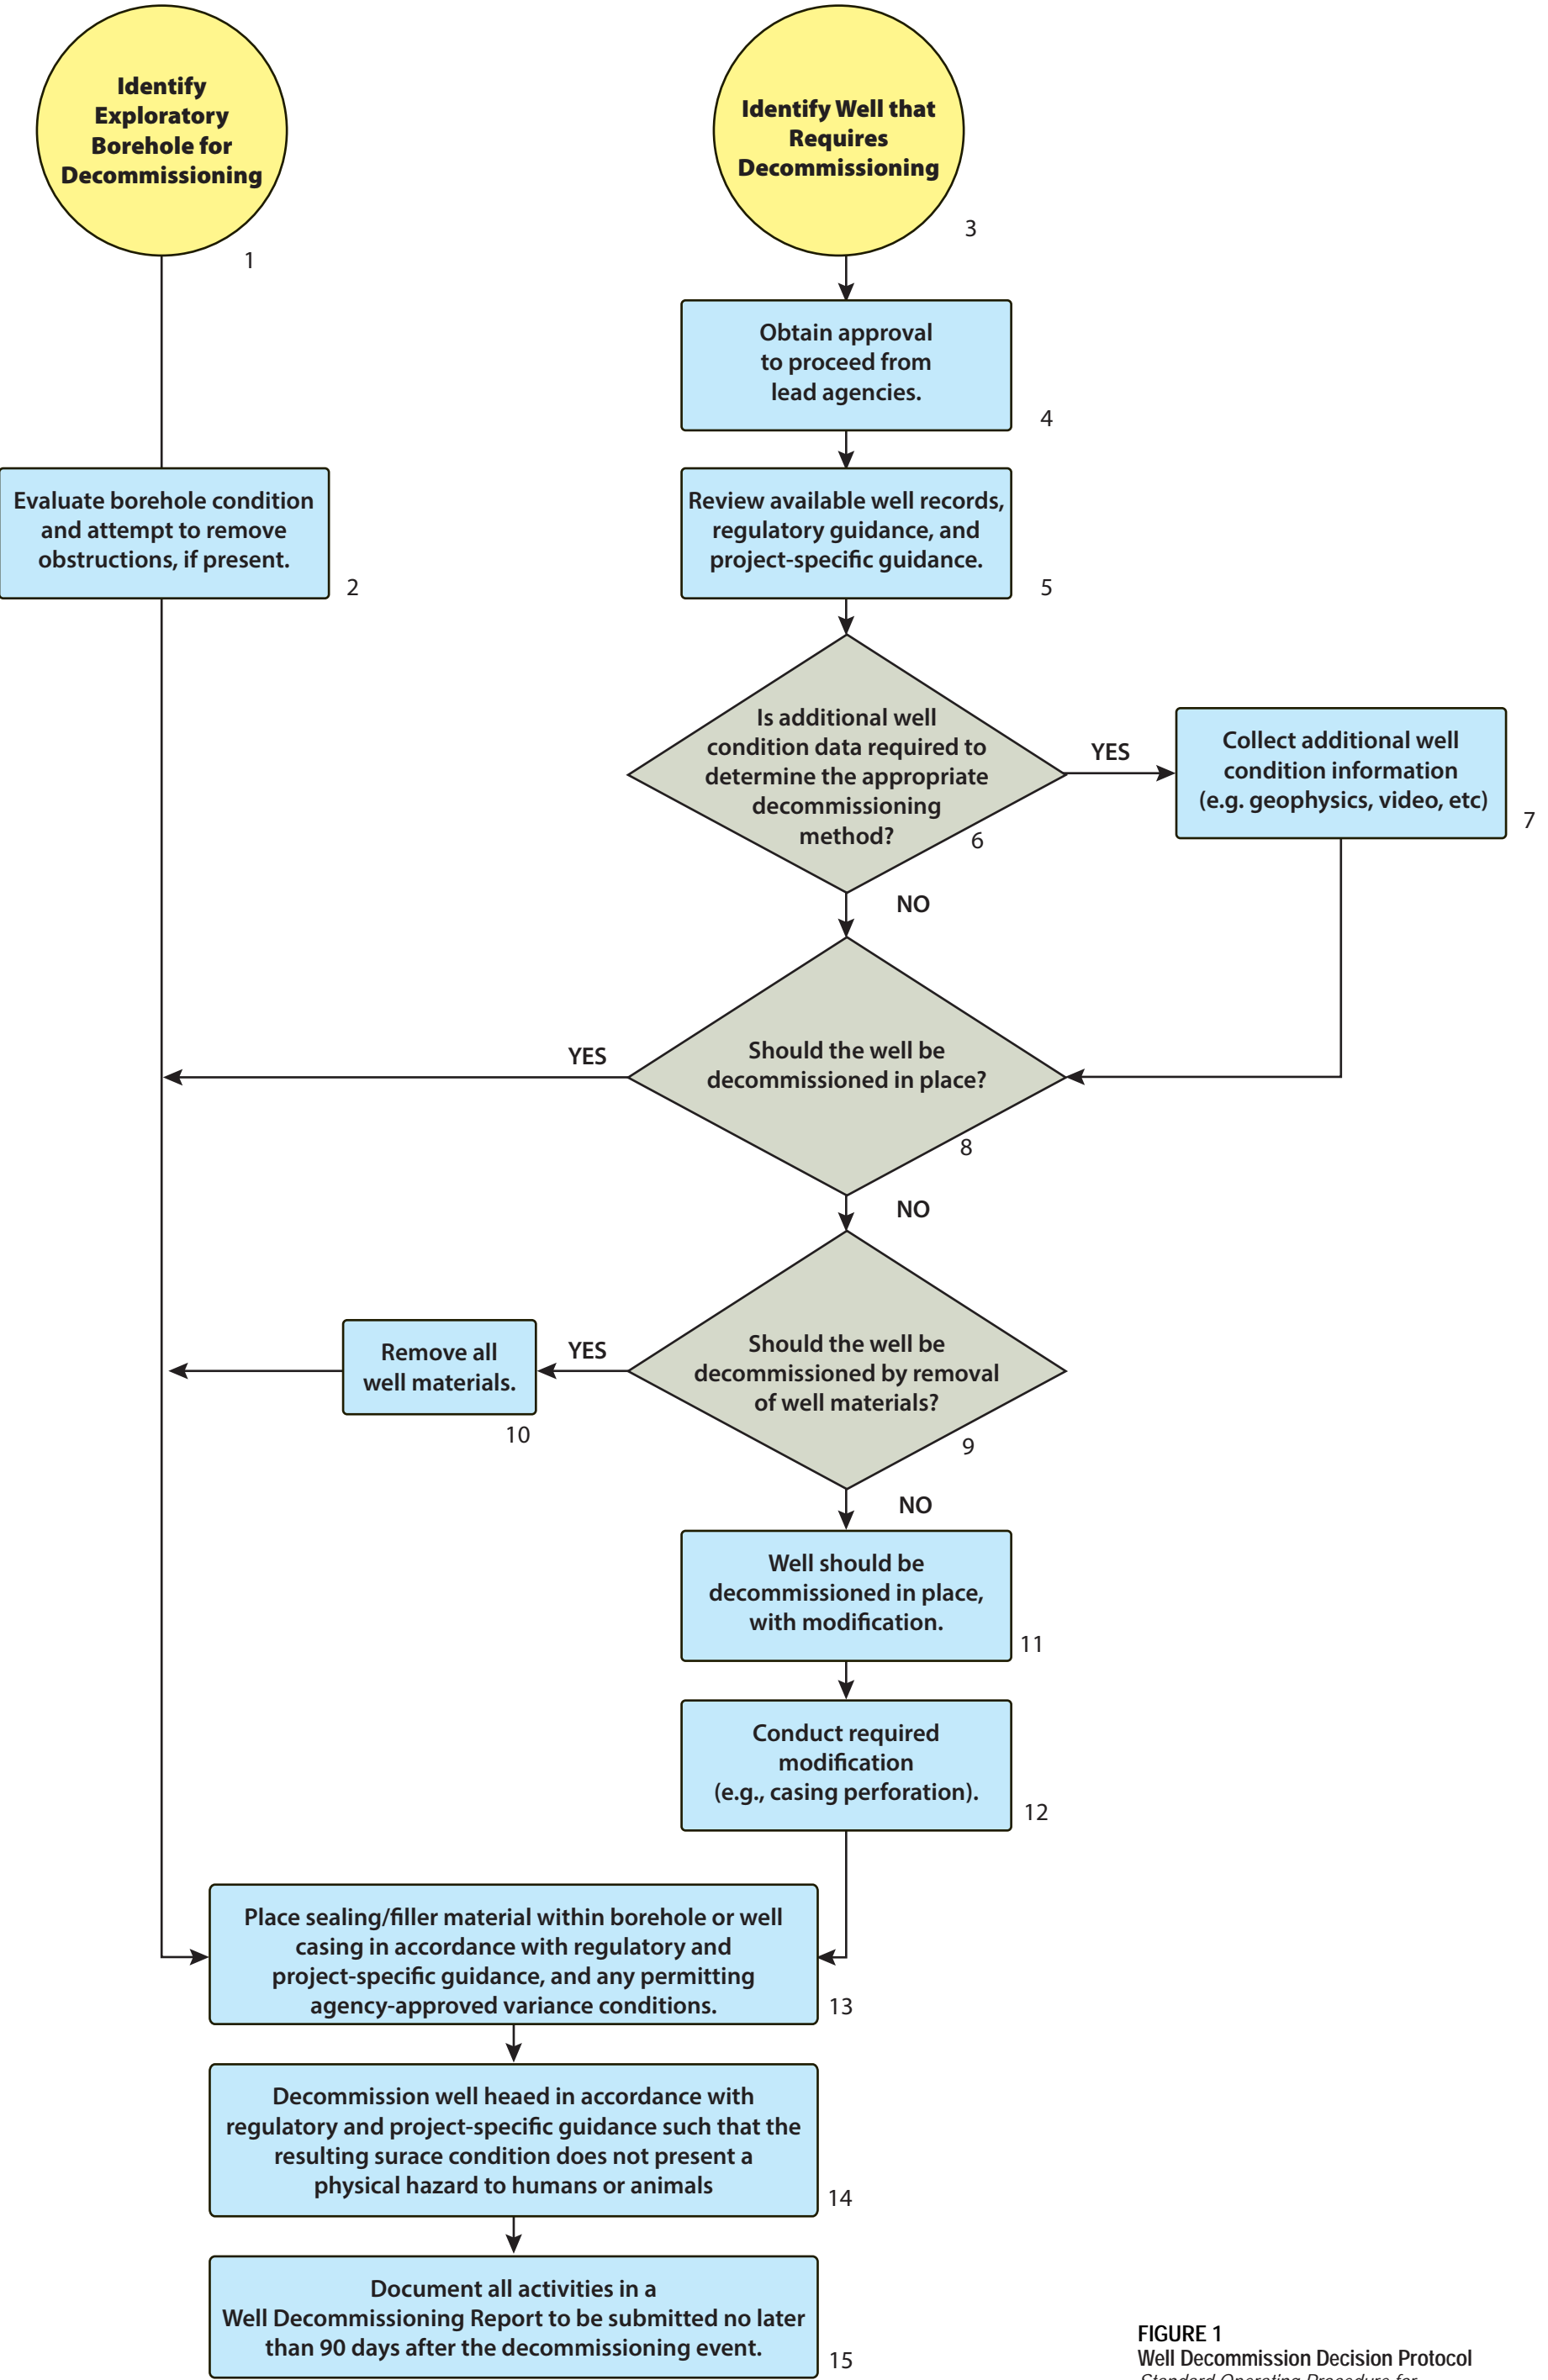 Identify
Exploratory
Borehole for
Decommissioning
1
Identify Well that
Requires
Decommissioning
3
Obtain approval
to proceed from
lead agencies.
4
Evaluate borehole condition
and attempt to remove
obstructions, if present.
2
Review available well records,
regulatory guidance, and
project-specific guidance.
5
Is additional well
condition data required to
determine the appropriate
decommissioning
method?
6
YES
Collect additional well
condition information
(e.g. geophysics, video, etc)
7
NO
Should the well be
decommissioned in place?
8
YES
NO
Should the well be
decommissioned by removal
of well materials?
9
YES
Remove all
well materials.
10
NO
Well should be
decommissioned in place,
with modification.
11
Conduct required
modification
(e.g., casing perforation).
12
Place sealing/filler material within borehole or well
casing in accordance with regulatory and
project-specific guidance, and any permitting
agency-approved variance conditions.
13
Decommission well heaed in accordance with
regulatory and project-specific guidance such that the
resulting surace condition does not present a
physical hazard to humans or animals
14
Document all activities in a
Well Decommissioning Report to be submitted no later
than 90 days after the decommissioning event.
15
FIGURE 1
Well Decommission Decision Protocol
Standard Operating Procedure for